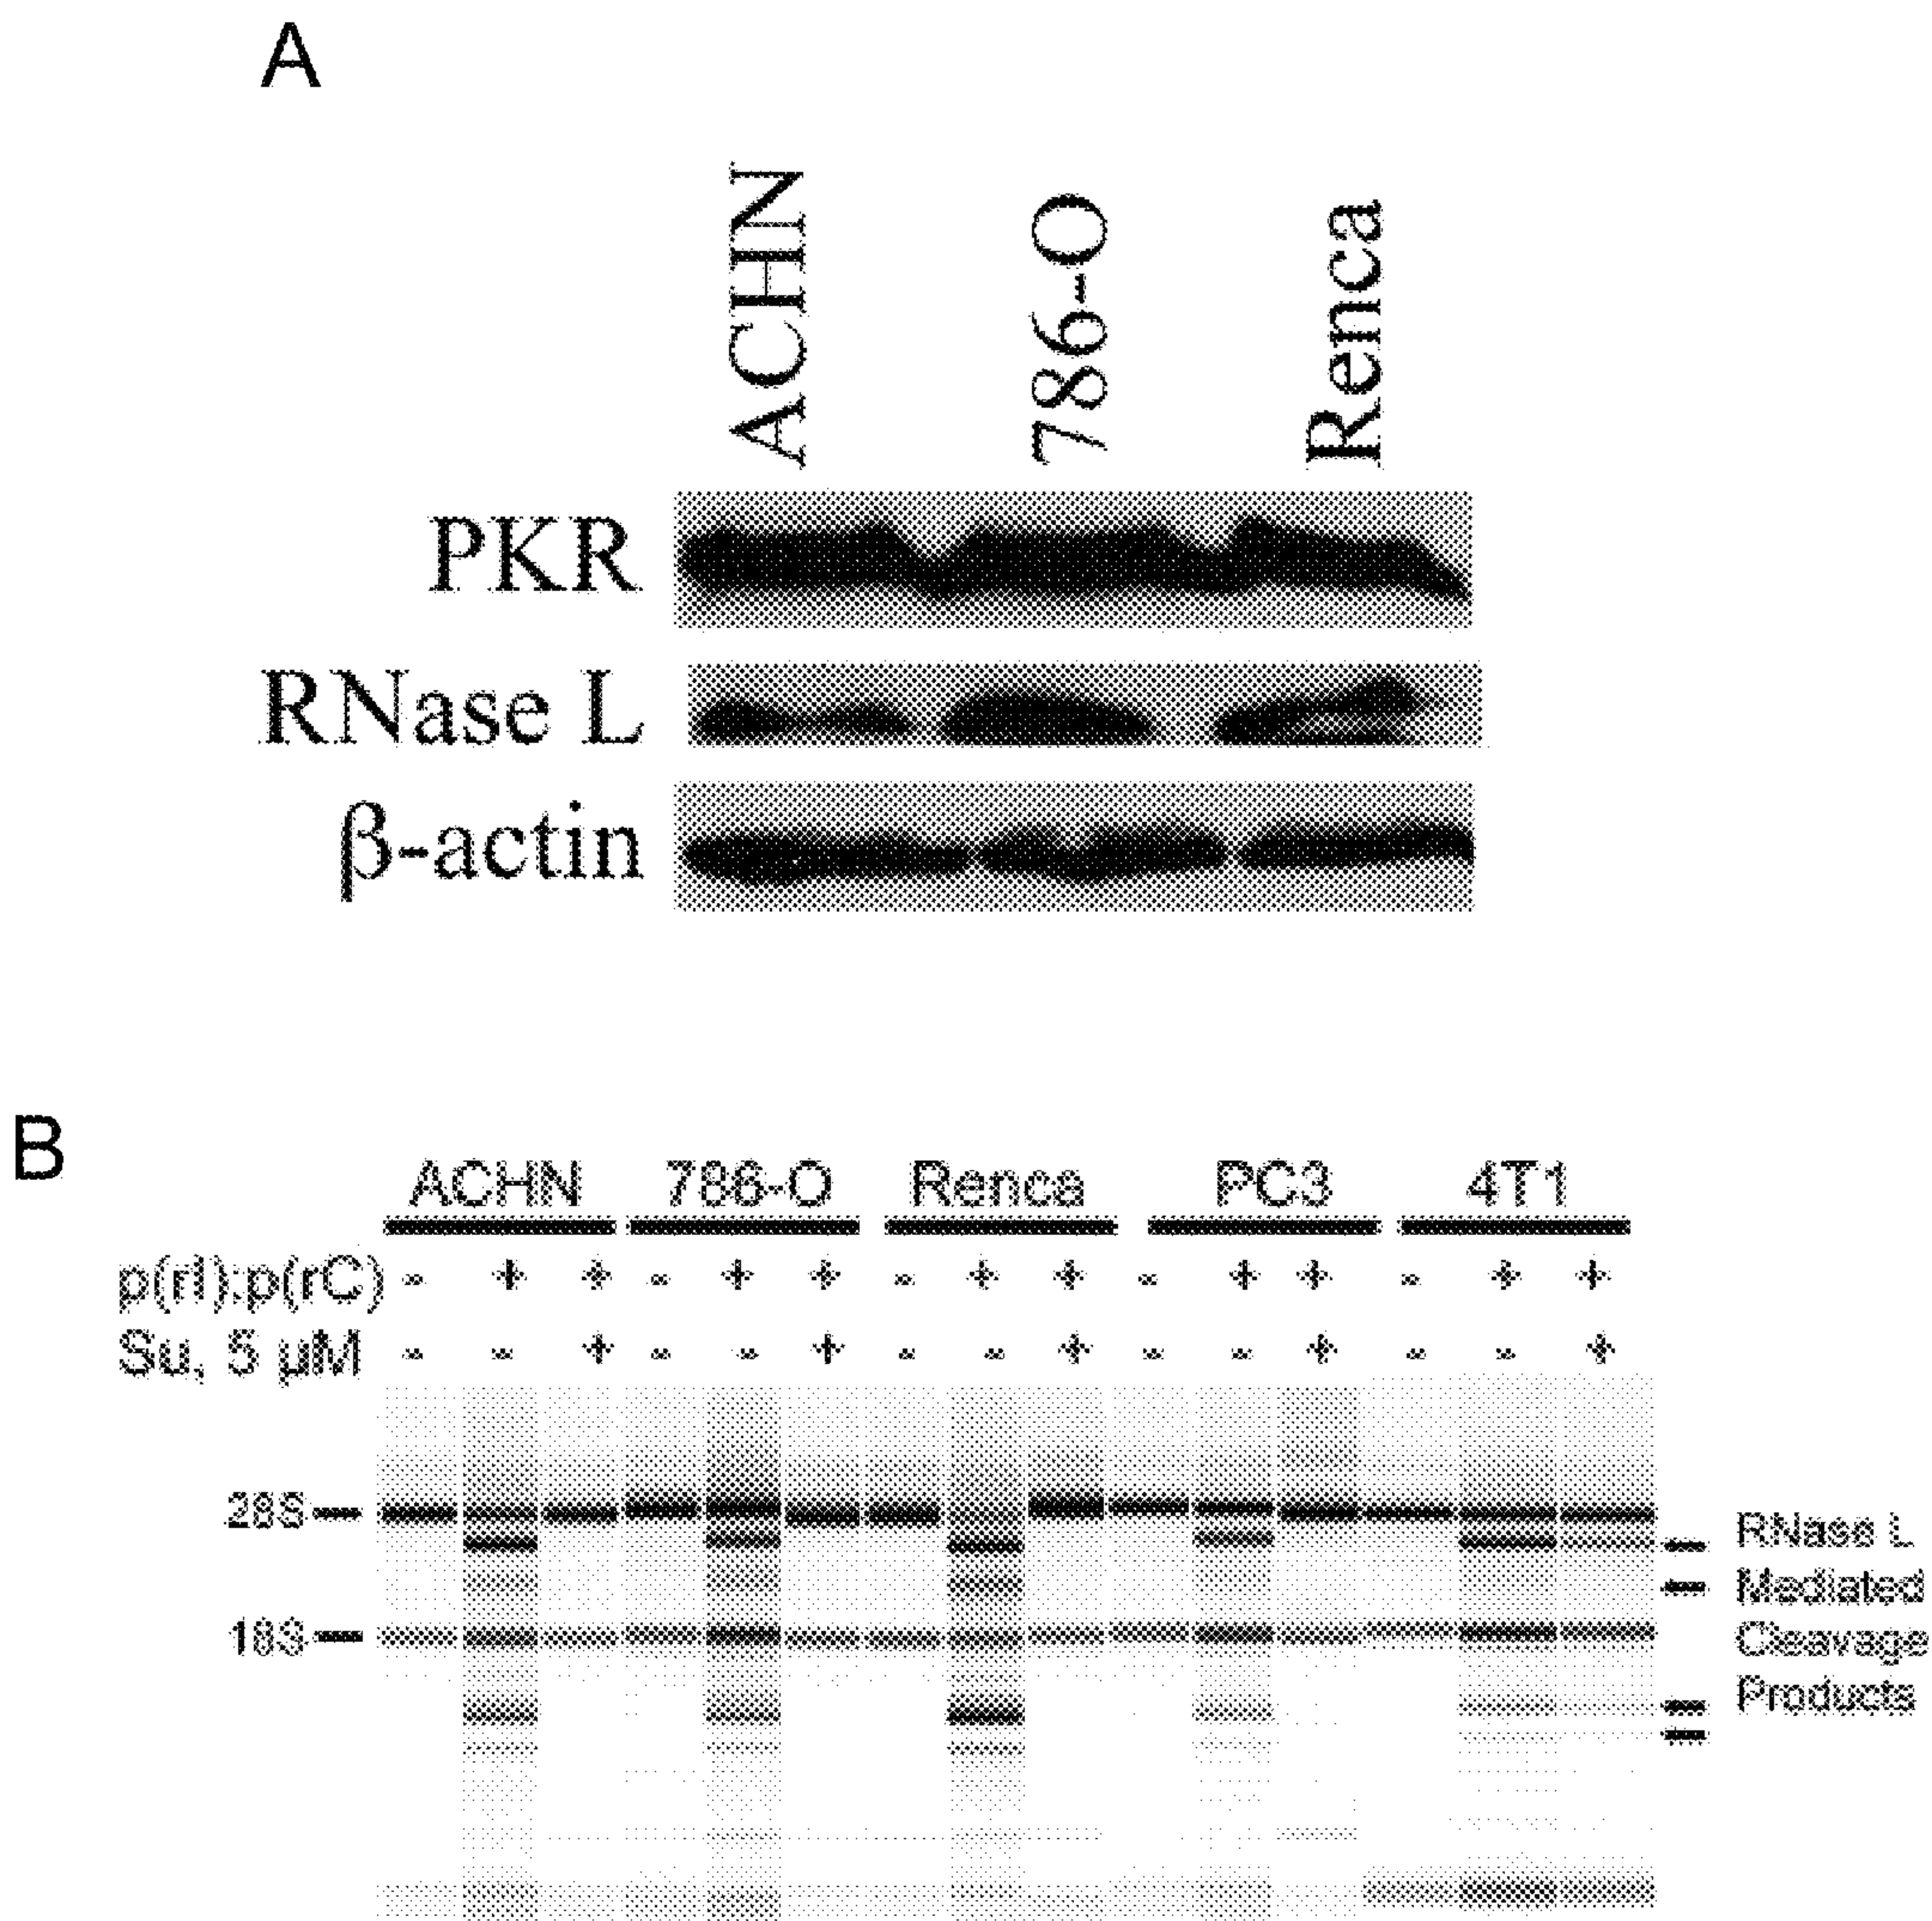 A
ACHN 786-O Renca
PKR
RNase L
β-actin
B
ACHN 786-O Renca PC3 4T1
p(rI):p(rC) - + + - + + - + + - + + - + +
Su, 5 µM - - + - - + - - + - - + - - +
28S
18S
RNase L
Mediated
Cleavage
Products